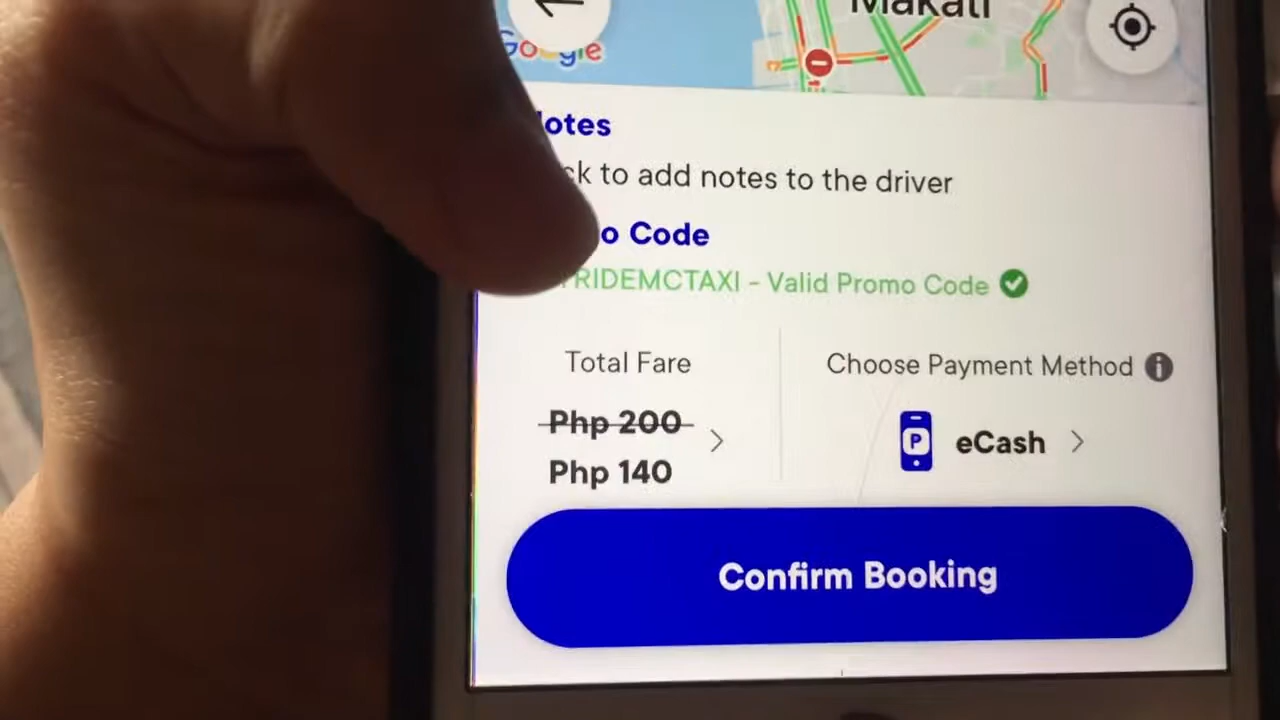 Makati
Google
otes
ck to add notes to the driver
o Code
RIDEMCTAXI - Valid Promo Code
Total Fare
Choose Payment Method
Php 200
Php 140
P
eCash
Confirm Booking